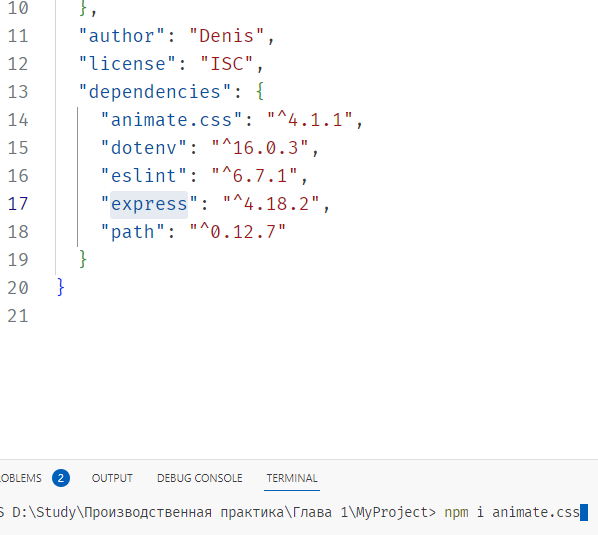 10 },
11 "author": "Denis",
12 "license": "ISC",
13 "dependencies": {
14 "animate.css": "^4.1.1",
15 "dotenv": "^16.0.3",
16 "eslint": "^6.7.1",
17 "express": "^4.18.2",
18 "path": "^0.12.7"
19 }
20 }
21
OBLEMS 2 OUTPUT DEBUG CONSOLE TERMINAL
S D:\Study\Производственная практика\Глава 1\MyProject> npm i animate.css